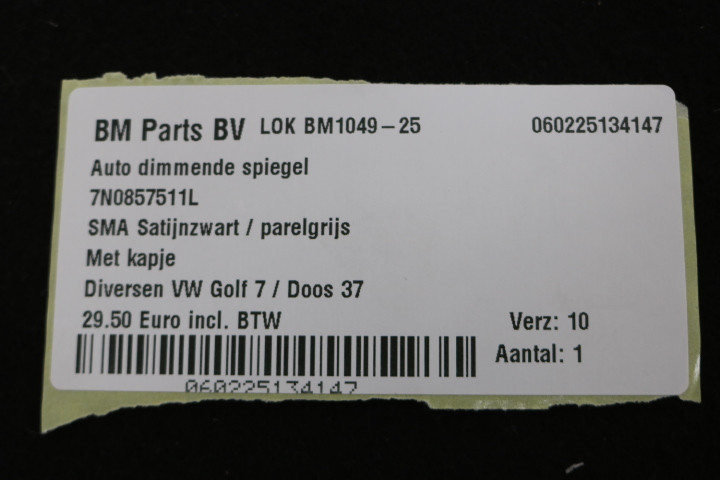 BM Parts BV LOK BM1049-25 060225134147
Auto dimmende spiegel
7N0857511L
SMA Satijnzwart / parelgrijs
Met kapje
Diversen VW Golf 7 / Doos 37
29.50 Euro incl. BTW Verz: 10
Aantal: 1
060225134147